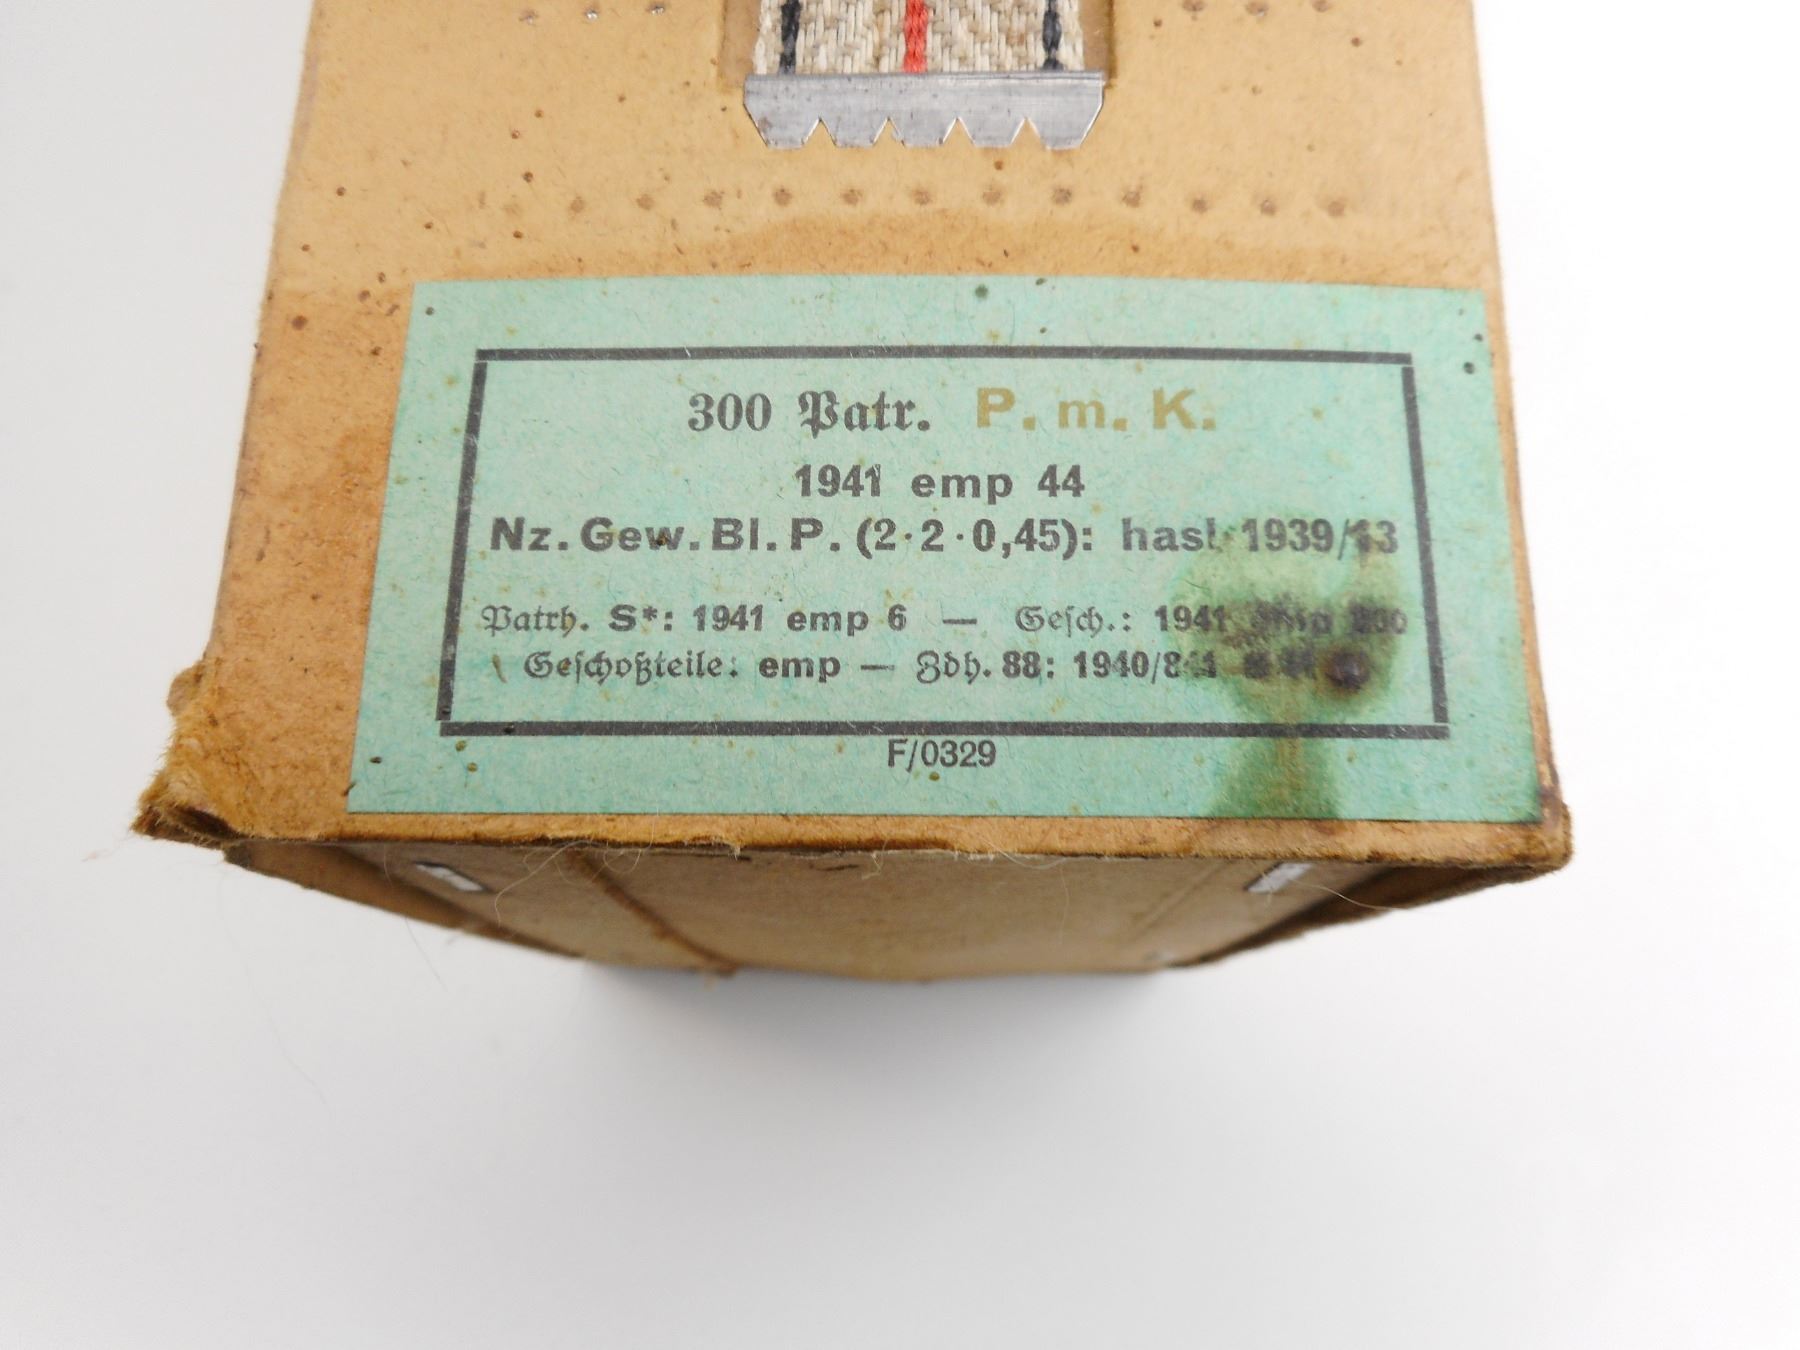 300 Patr. P. m. K.
1941 emp 44
Nz. Gew. Bl. P. (2·2·0,45): hasl 1939/13
Patrh. S*: 1941 emp 6 — Gesch.: 1941 emp
Geschoßteile: emp — Zdh. 88:
F/0329